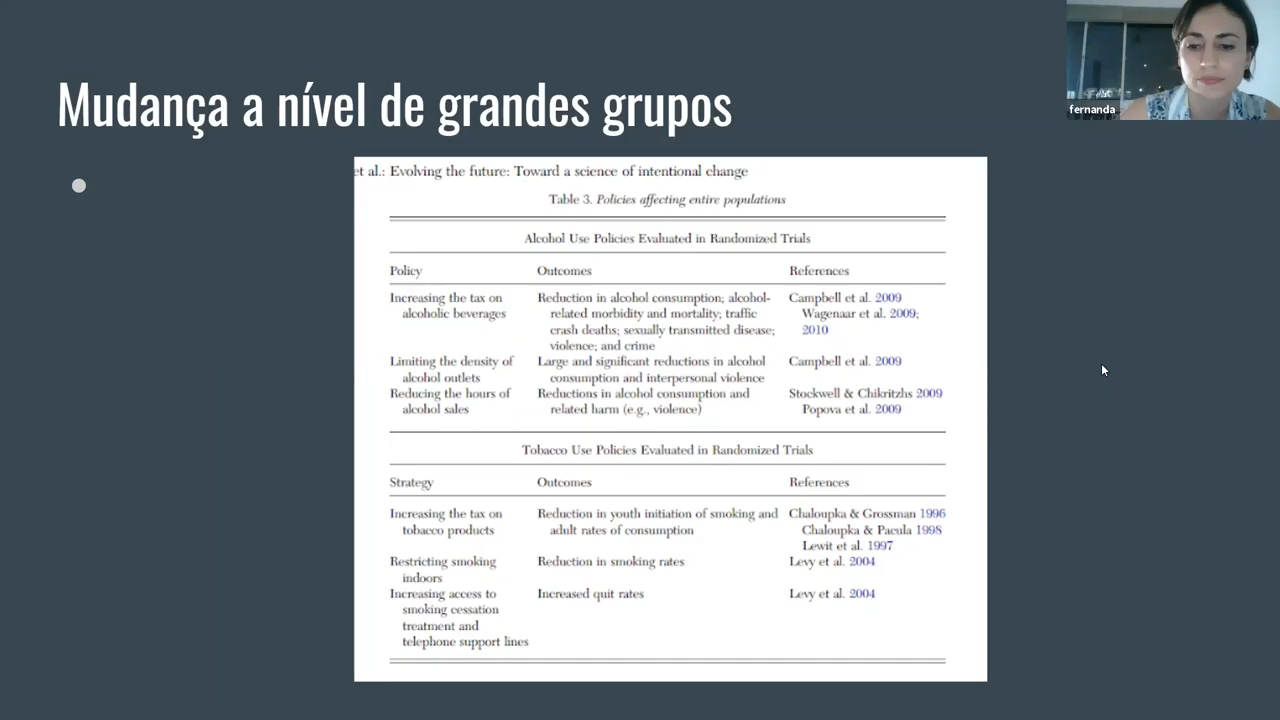 fernanda
Mudança a nível de grandes grupos
et al.: Evolving the future: Toward a science of intentional change
Table 3. Policies affecting entire populations
Alcohol Use Policies Evaluated in Randomized Trials
Policy Outcomes References
Increasing the tax on Reduction in alcohol consumption; alcohol- Campbell et al. 2009
alcoholic beverages related morbidity and mortality; traffic Wagenaar et al. 2009;
crash deaths; sexually transmitted disease; 2010
violence; and crime
Limiting the density of Large and significant reductions in alcohol Campbell et al. 2009
alcohol outlets consumption and interpersonal violence
Reducing the hours of Reductions in alcohol consumption and Stockwell & Chikritzhs 2009
alcohol sales related harm (e.g., violence) Popova et al. 2009
Tobacco Use Policies Evaluated in Randomized Trials
Strategy Outcomes References
Increasing the tax on Reduction in youth initiation of smoking and Chaloupka & Grossman 1996
tobacco products adult rates of consumption Chaloupka & Pacula 1998
Lewit et al. 1997
Restricting smoking Reduction in smoking rates Levy et al. 2004
indoors
Increasing access to Increased quit rates Levy et al. 2004
smoking cessation
treatment and
telephone support lines